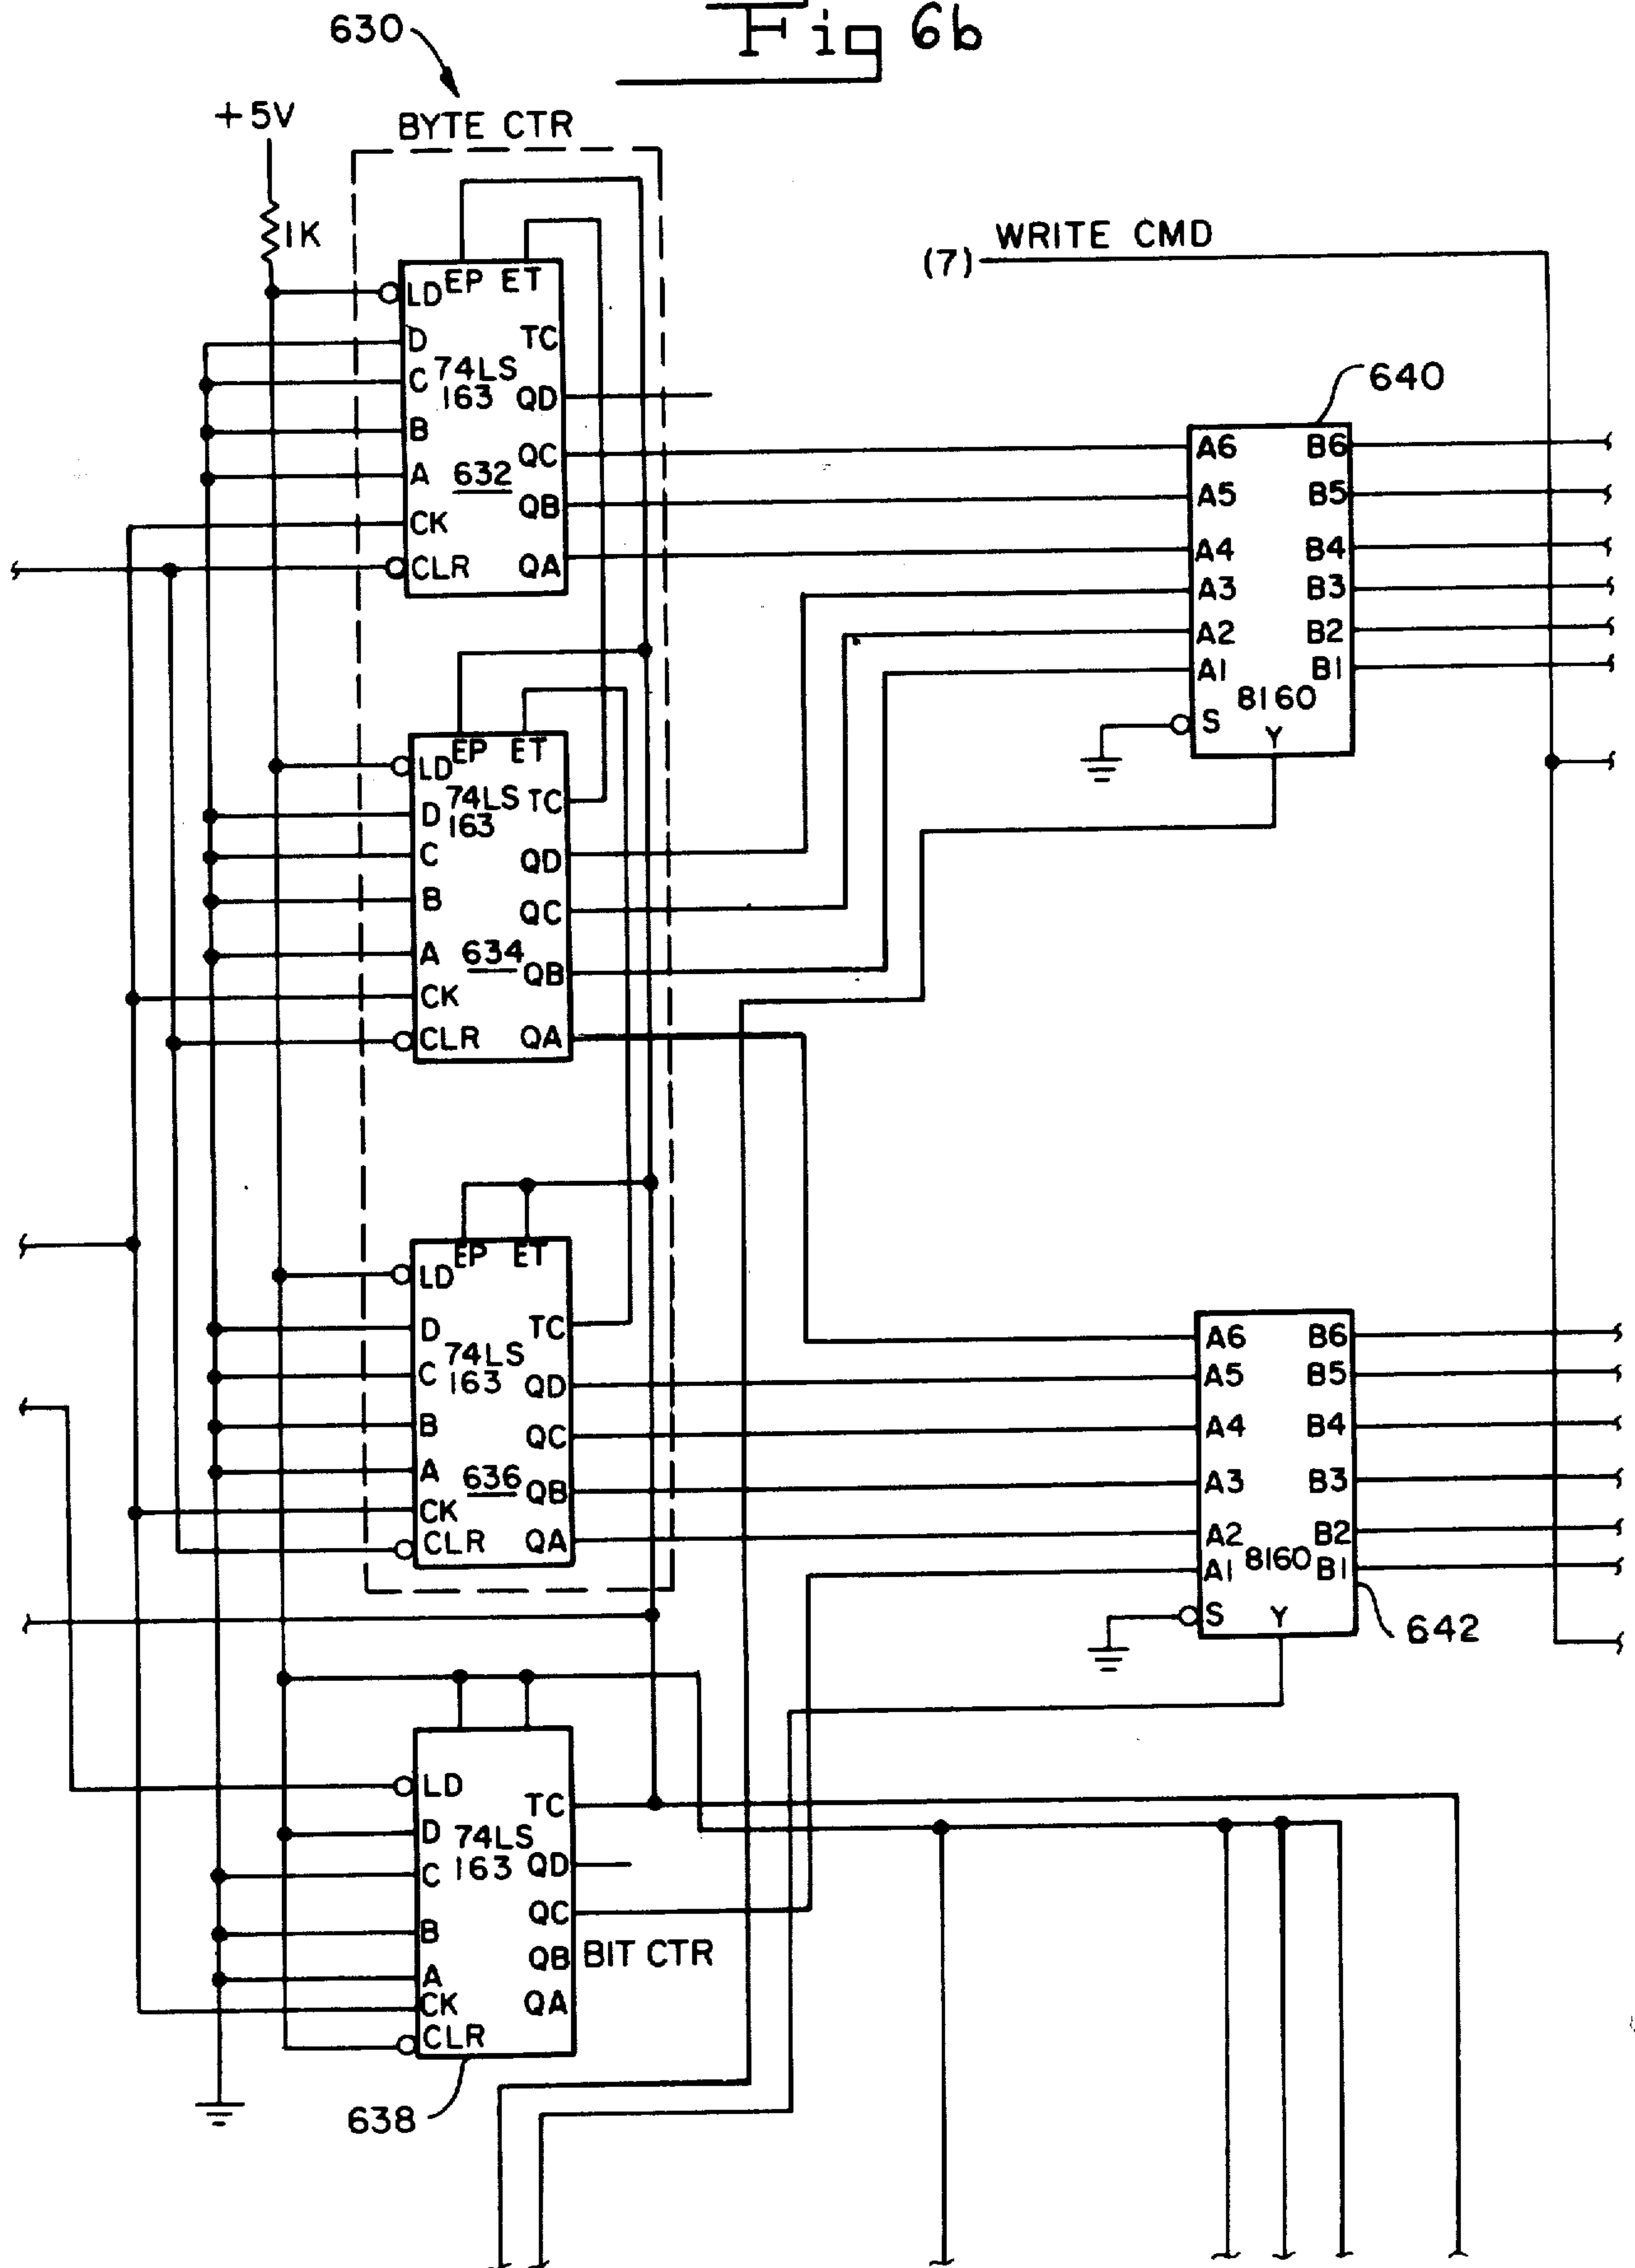 Fig 6b
630
+5V
BYTE CTR
1K
WRITE CMD
(7)
EP ET
LD
D
C
B
A
CK
CLR
74LS
163
632
TC
QD
QC
QB
QA
640
A6
A5
A4
A3
A2
A1
S
B6
B5
B4
B3
B2
B1
8160
Y
EP ET
LD
D
C
B
A
CK
CLR
74LS
163
634
TC
QD
QC
QB
QA
EP ET
LD
D
C
B
A
CK
CLR
74LS
163
636
TC
QD
QC
QB
QA
A6
A5
A4
A3
A2
A1
S
B6
B5
B4
B3
B2
B1
8160
Y
642
LD
D
C
B
A
CK
CLR
74LS
163
TC
QD
QC
QB
QA
BIT CTR
638